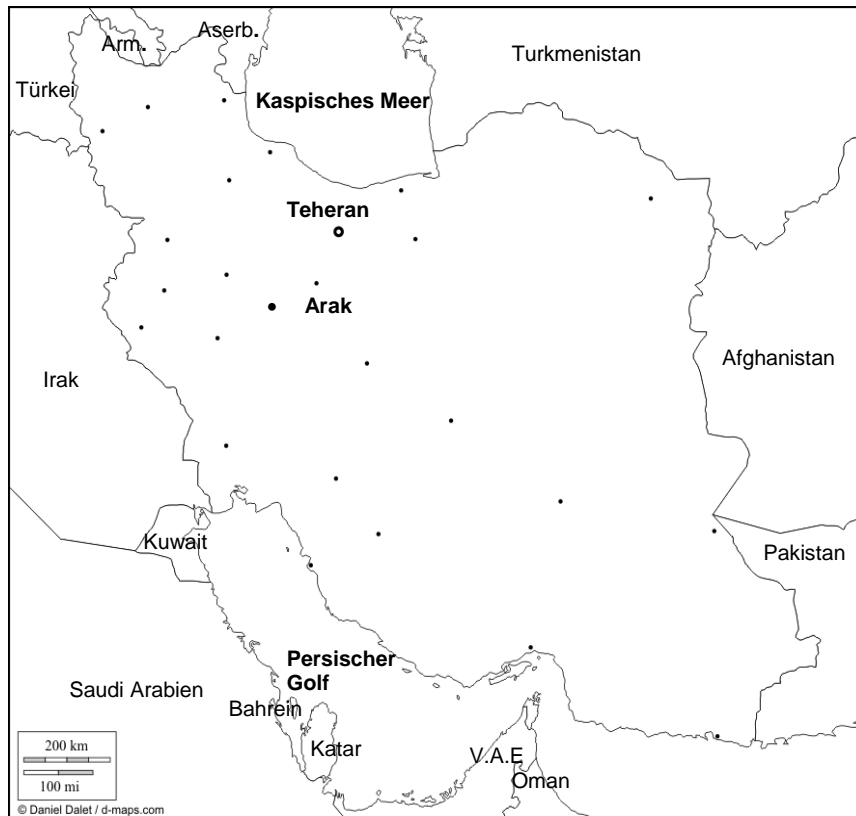 Arm.
Aserb.
Turkmenistan
Türkei
Kaspisches Meer
Teheran
Arak
Afghanistan
Irak
Kuwait
Pakistan
Persischer
Golf
Saudi Arabien
Bahrein
Katar
V.A.E
Oman
200 km
100 mi
© Daniel Dalet / d-maps.com